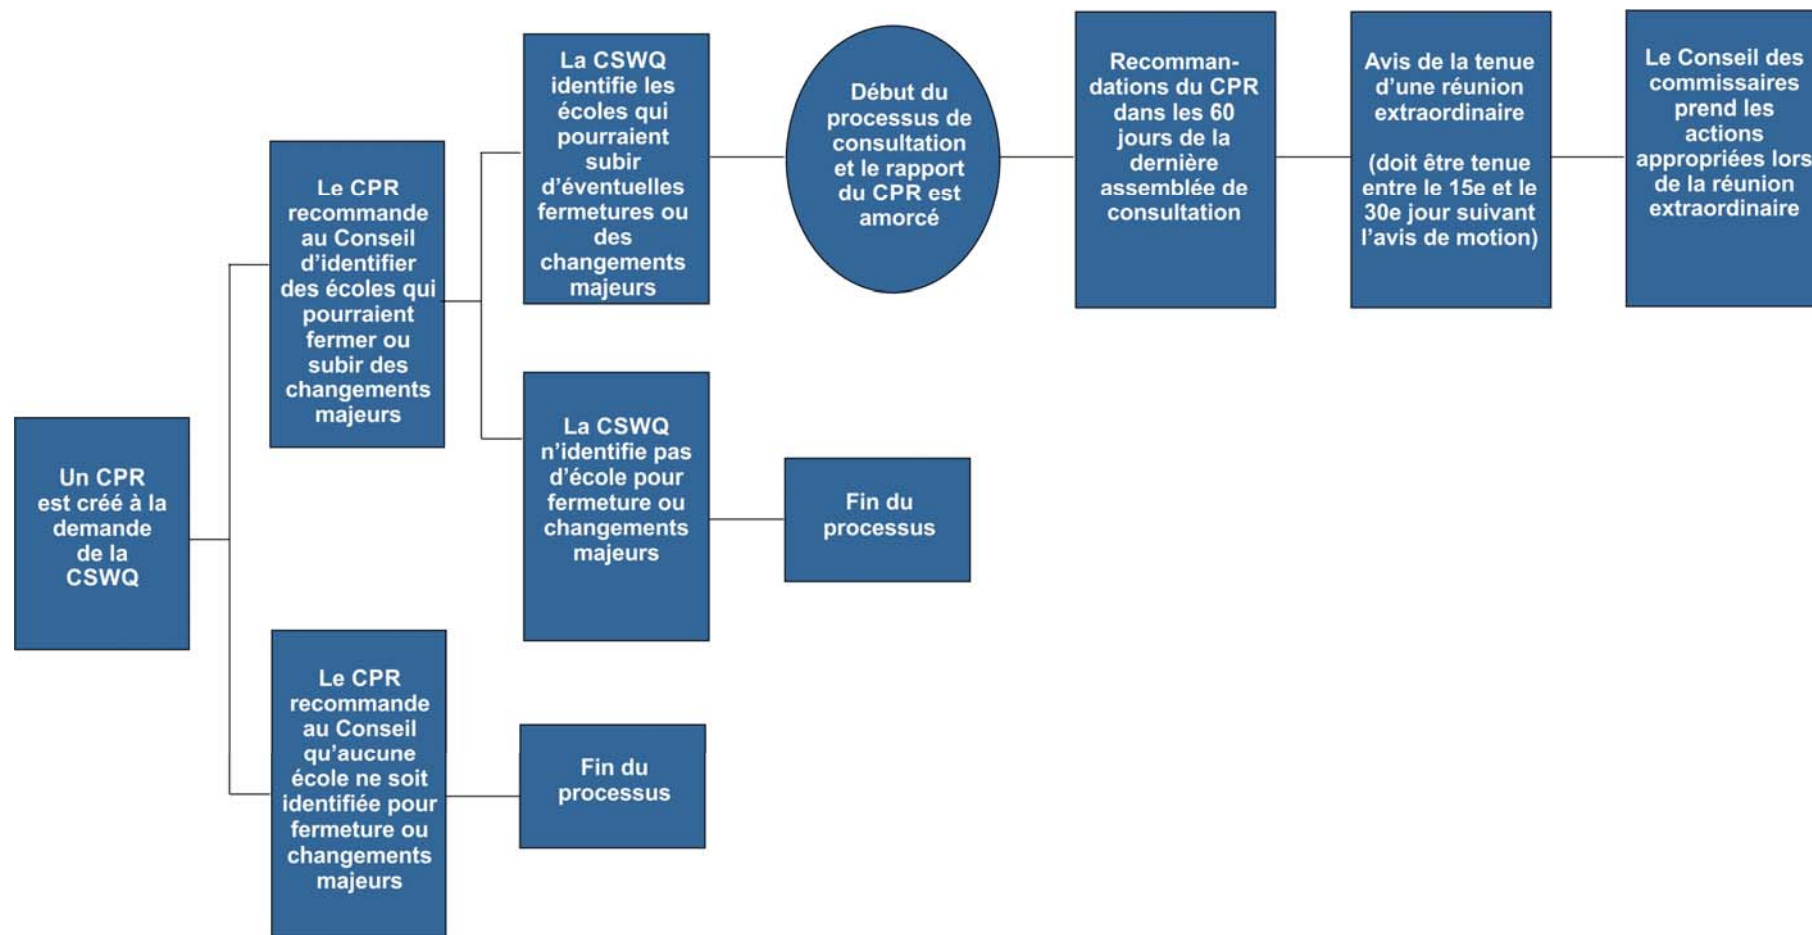 Un CPR
est créé à la
demande
de la
CSWQ
Le CPR
recommande
au Conseil
d'identifier
des écoles qui
pourraient
fermer ou
subir des
changements
majeurs
La CSWQ
identifie les
écoles qui
pourraient
subir
d'éventuelles
fermetures ou
des
changements
majeurs
Début du
processus de
consultation
et le rapport
du CPR est
amorcé
Recomman-
dations du CPR
dans les 60
jours de la
dernière
assemblée de
consultation
Avis de la tenue
d'une réunion
extraordinaire
(doit être tenue
entre le 15e et le
30e jour suivant
l'avis de motion)
Le Conseil des
commissaires
prend les
actions
appropriées lors
de la réunion
extraordinaire
La CSWQ
n'identifie pas
d'école pour
fermeture ou
changements
majeurs
Fin du
processus
Le CPR
recommande
au Conseil
qu'aucune
école ne soit
identifiée pour
fermeture ou
changements
majeurs
Fin du
processus